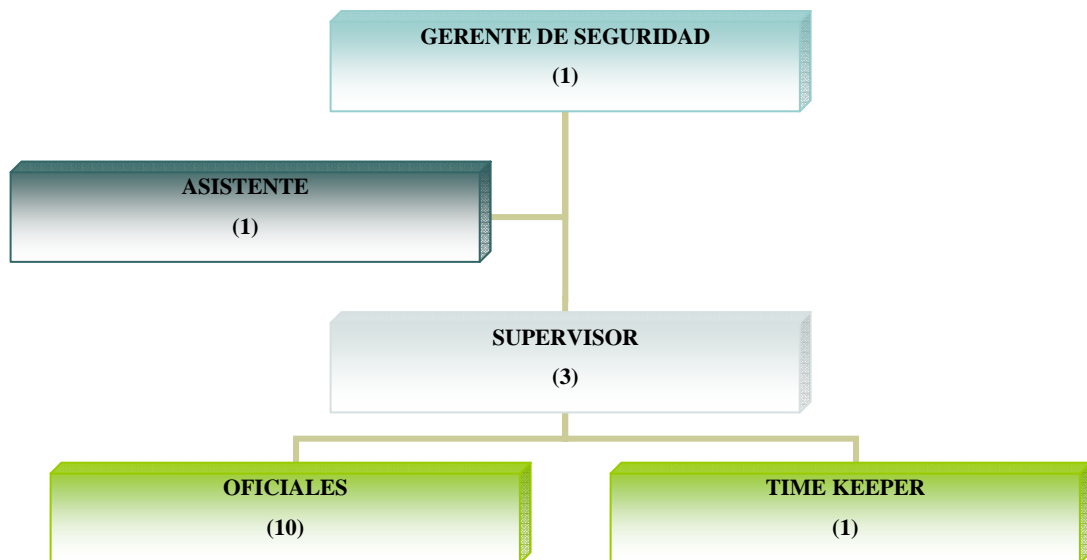 GERENTE DE SEGURIDAD
(1)
ASISTENTE
(1)
SUPERVISOR
(3)
OFICIALES
(10)
TIME KEEPER
(1)